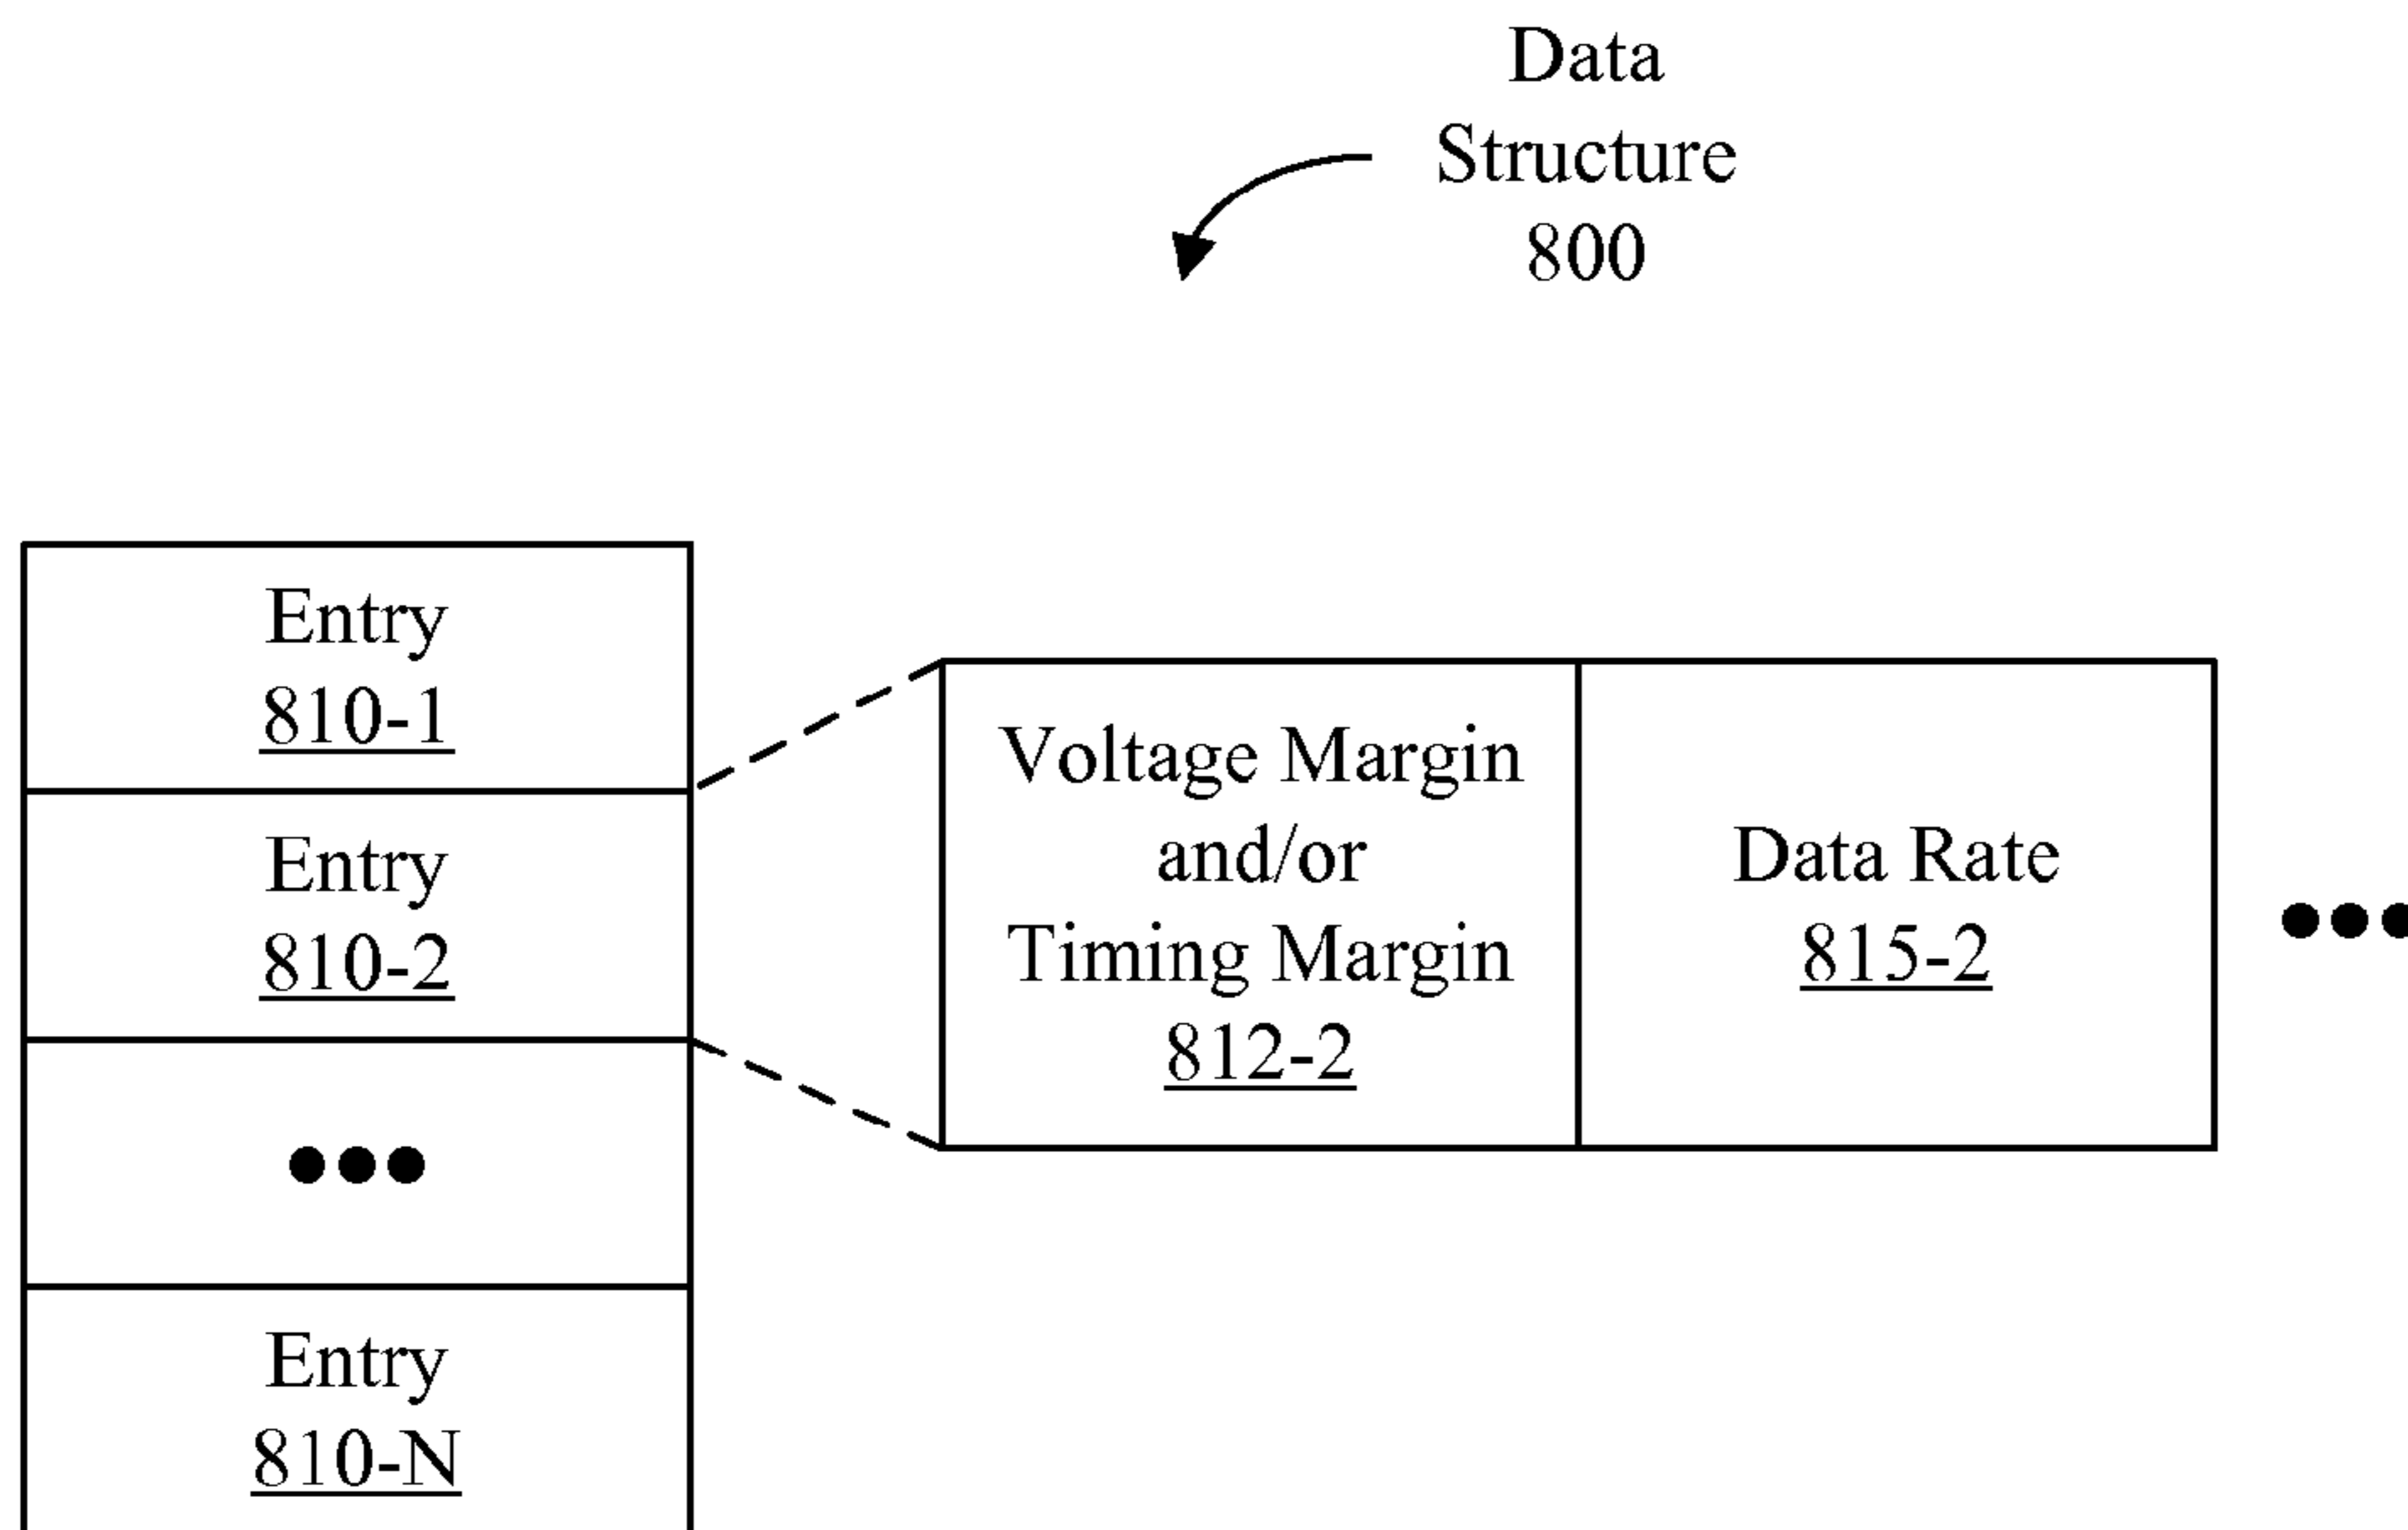 Data
Structure
800
Entry
810-1
Entry
810-2
•••
Entry
810-N
Voltage Margin
and/or
Timing Margin
812-2
Data Rate
815-2
•••